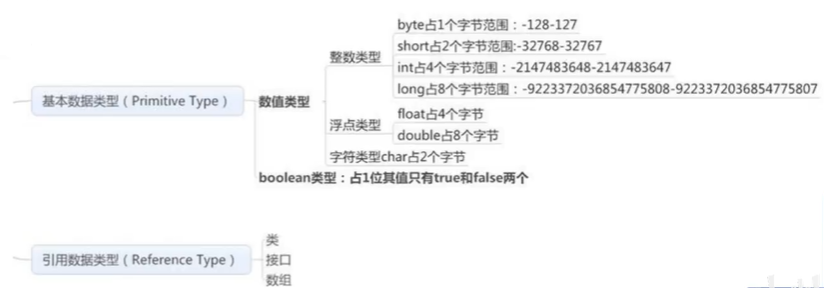 byte占1个字节范围：-128-127
short占2个字节范围:-32768-32767
整数类型
int占4个字节范围：-2147483648-2147483647
long占8个字节范围：-9223372036854775808-9223372036854775807
基本数据类型（Primitive Type）
数值类型
float占4个字节
浮点类型
double占8个字节
字符类型char占2个字节
boolean类型：占1位其值只有true和false两个
引用数据类型（Reference Type）
类
接口
数组